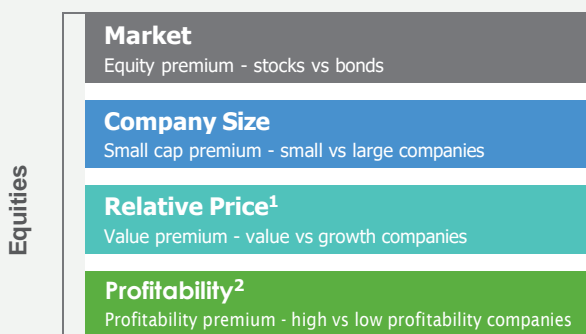 Equities
Market
Equity premium - stocks vs bonds
Company Size
Small cap premium - small vs large companies
Relative Price¹
Value premium - value vs growth companies
Profitability²
Profitability premium - high vs low profitability companies